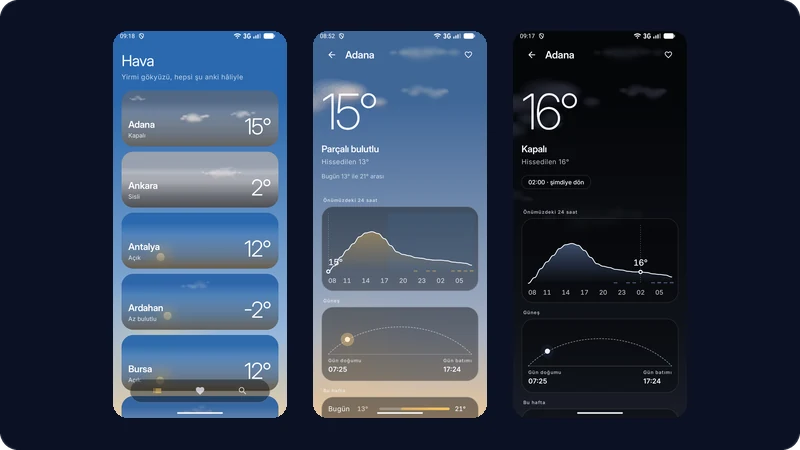 09:18
3G
Hava
Yirmi gökyüzü, hepsi şu anki hâliyle
Adana
Kapalı
15°
Ankara
Sisli
2°
Antalya
Açık
12°
Ardahan
Az bulutlu
-2°
Bursa
Açık
12°
08:52
3G
Adana
15°
Parçalı bulutlu
Hissedilen 13°
Bugün 13° ile 21° arası
Önümüzdeki 24 saat
15°
08 11 14 17 20 23 02 05
Güneş
Gün doğumu
07:25
Gün batımı
17:24
Bu hafta
Bugün 13° 21°
09:17
3G
Adana
16°
Kapalı
Hissedilen 16°
02:00 · şimdiye dön
Önümüzdeki 24 saat
16°
08 11 14 17 20 23 02 05
Güneş
Gün doğumu
07:25
Gün batımı
17:24
Bu hafta